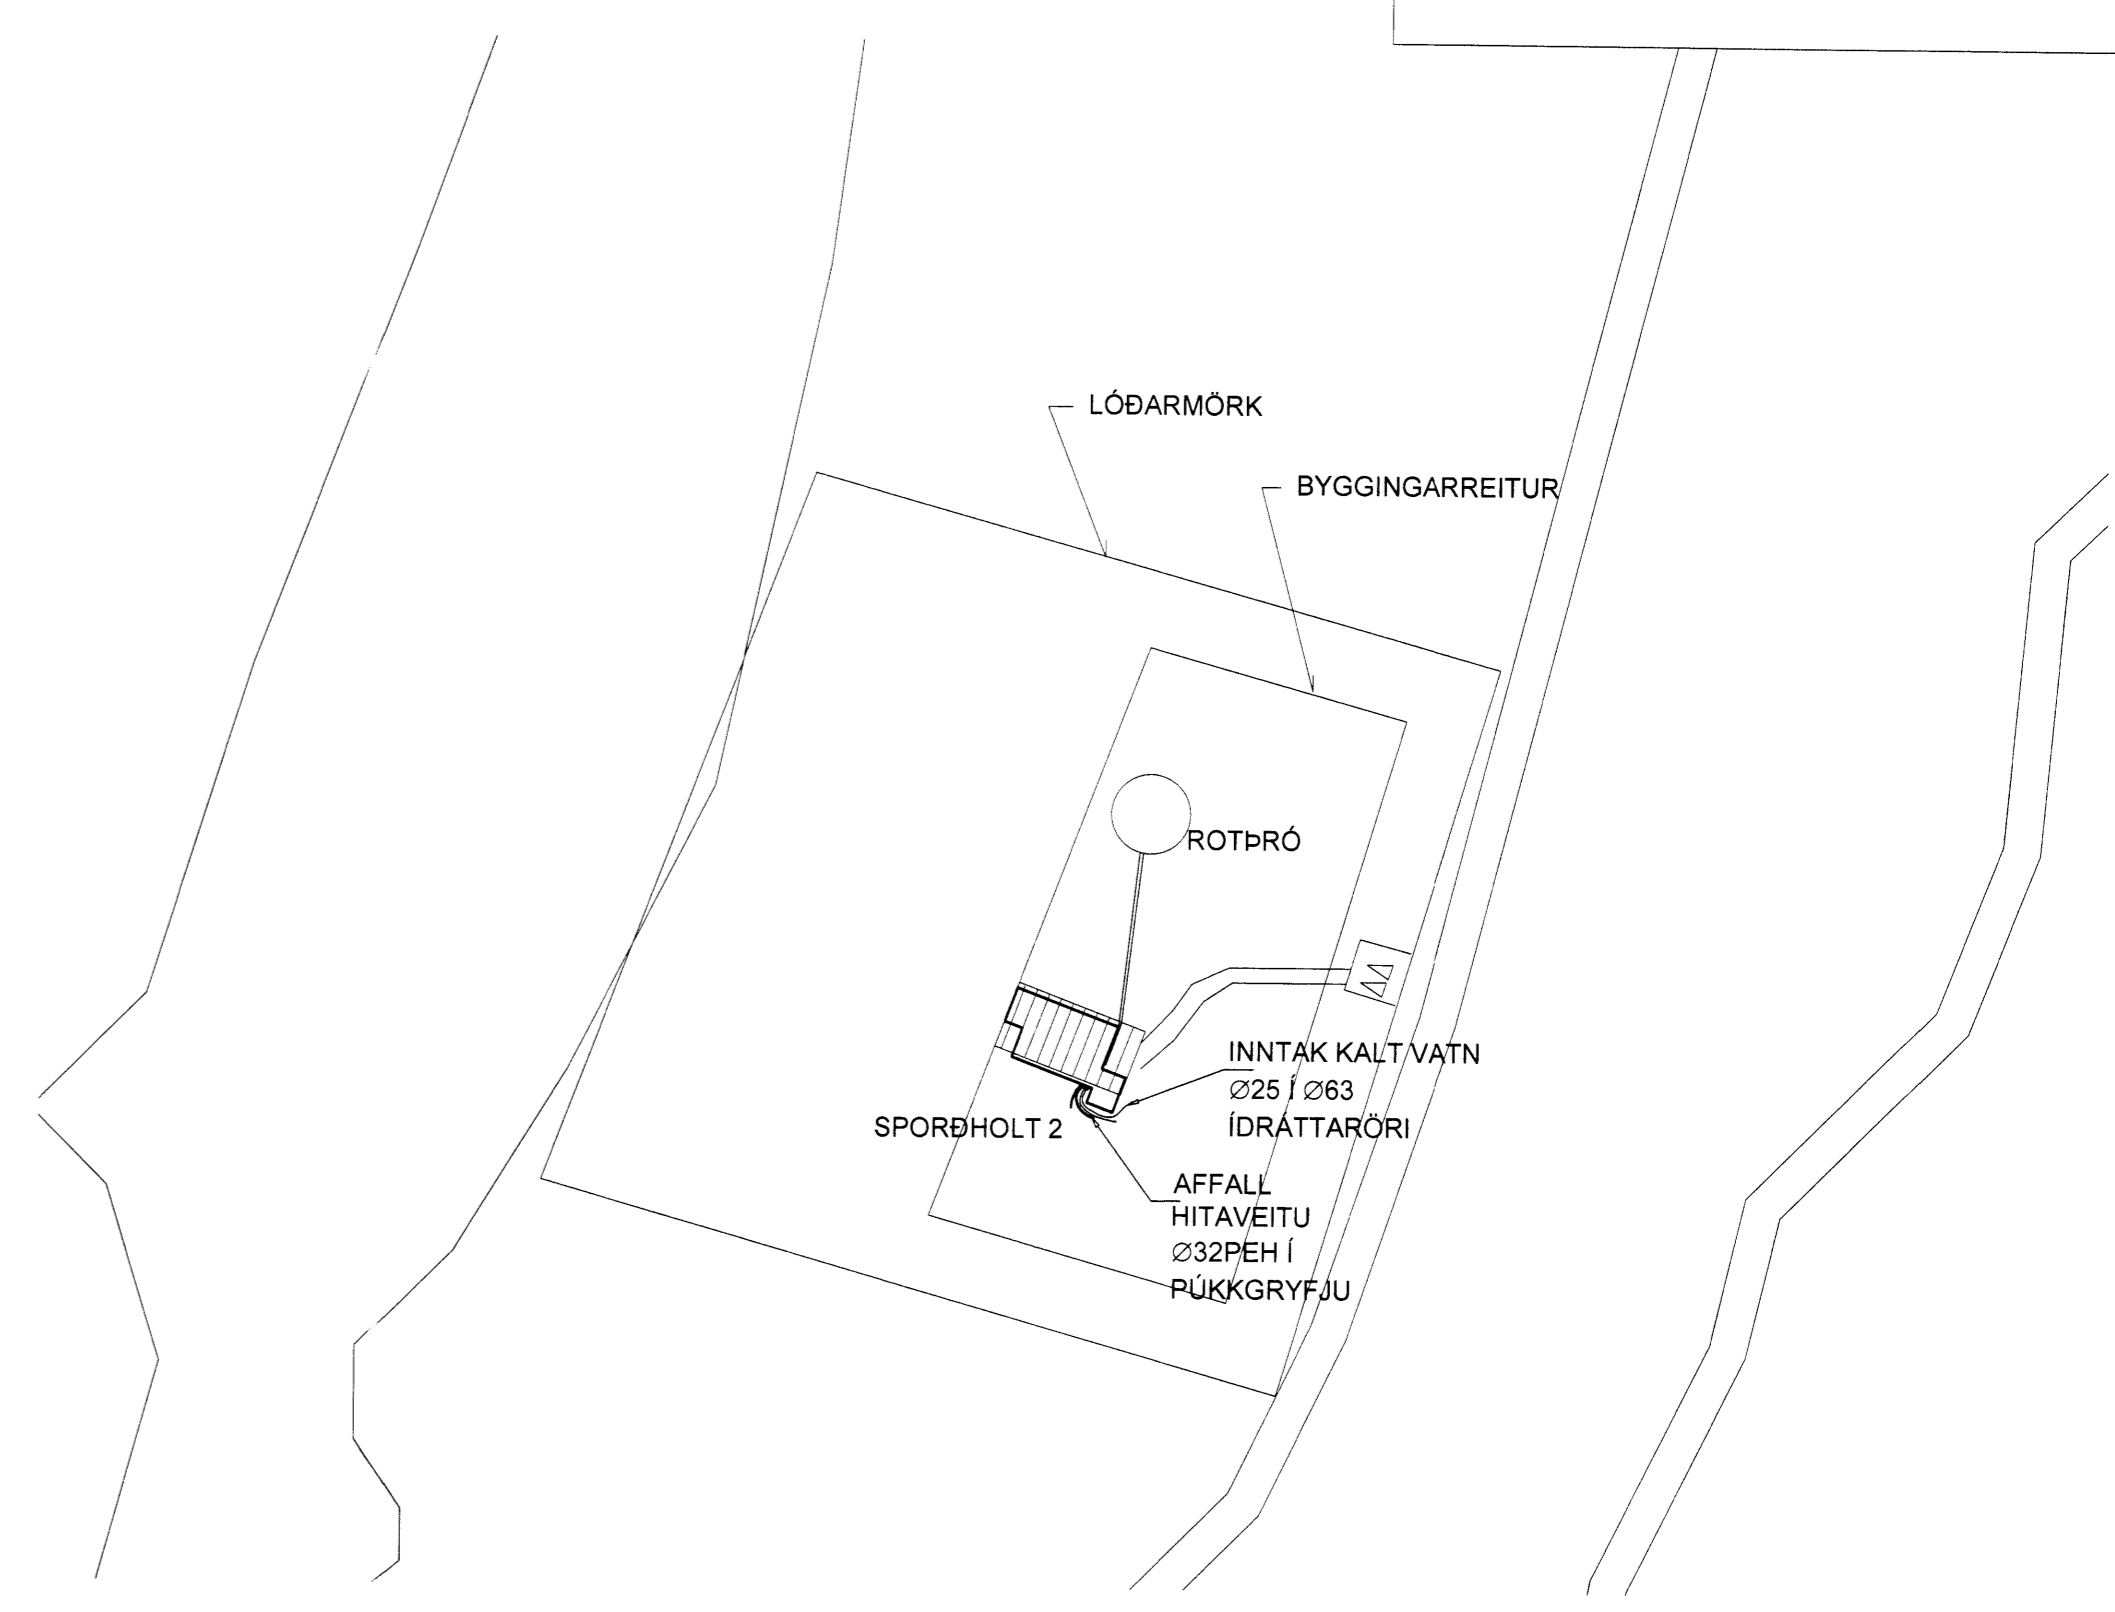 LÓÐARMÖRK
BYGGINGARREITUR
ROTÞRÓ
INNTAK KALT VATN
Ø25 Í Ø63
ÍDRÁTTARÖRI
SPORÐHOLT 2
AFFALL
HITAVEITU
Ø32PEH Í
PÚKKGRYFJU